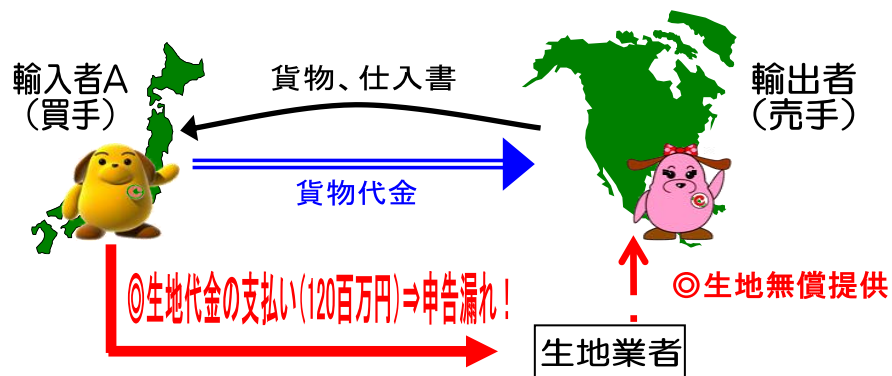 輸入者A
（買手）
貨物、仕入書
輸出者
（売手）
貨物代金
◎生地代金の支払い（120百万円）⇒申告漏れ！
◎生地無償提供
生地業者